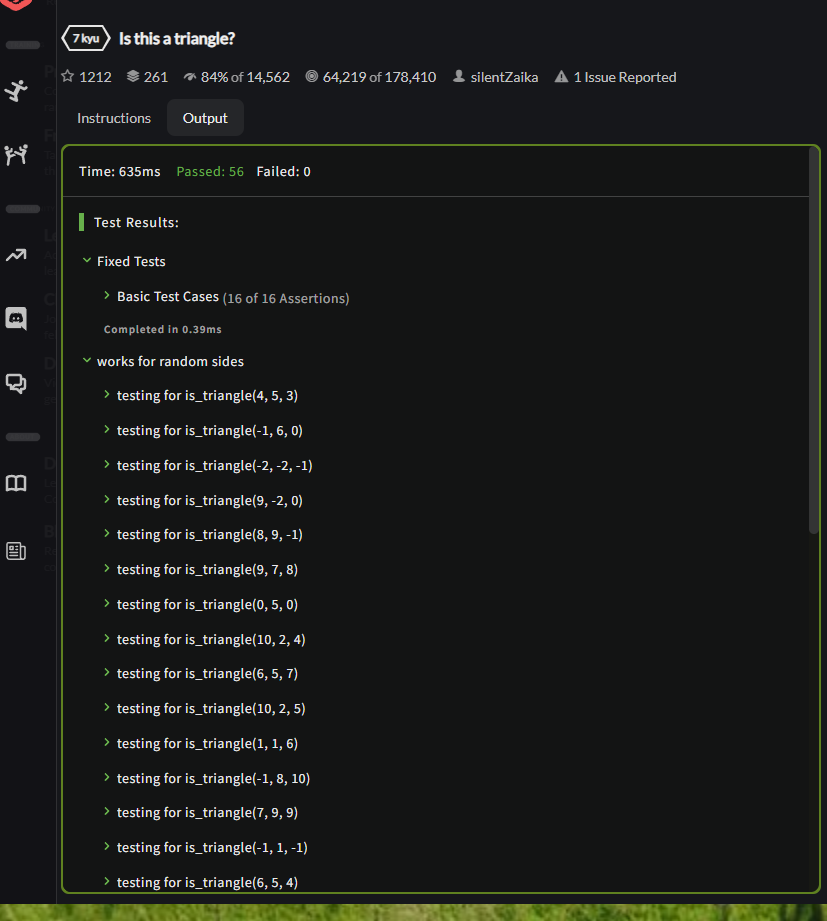 7 kyu Is this a triangle?
1212 261 84% of 14,562 64,219 of 178,410 silentZaika 1 Issue Reported
Instructions Output
Time: 635ms Passed: 56 Failed: 0
Test Results:
Fixed Tests
Basic Test Cases (16 of 16 Assertions)
Completed in 0.39ms
works for random sides
testing for is_triangle(4, 5, 3)
testing for is_triangle(-1, 6, 0)
testing for is_triangle(-2, -2, -1)
testing for is_triangle(9, -2, 0)
testing for is_triangle(8, 9, -1)
testing for is_triangle(9, 7, 8)
testing for is_triangle(0, 5, 0)
testing for is_triangle(10, 2, 4)
testing for is_triangle(6, 5, 7)
testing for is_triangle(10, 2, 5)
testing for is_triangle(1, 1, 6)
testing for is_triangle(-1, 8, 10)
testing for is_triangle(7, 9, 9)
testing for is_triangle(-1, 1, -1)
testing for is_triangle(6, 5, 4)